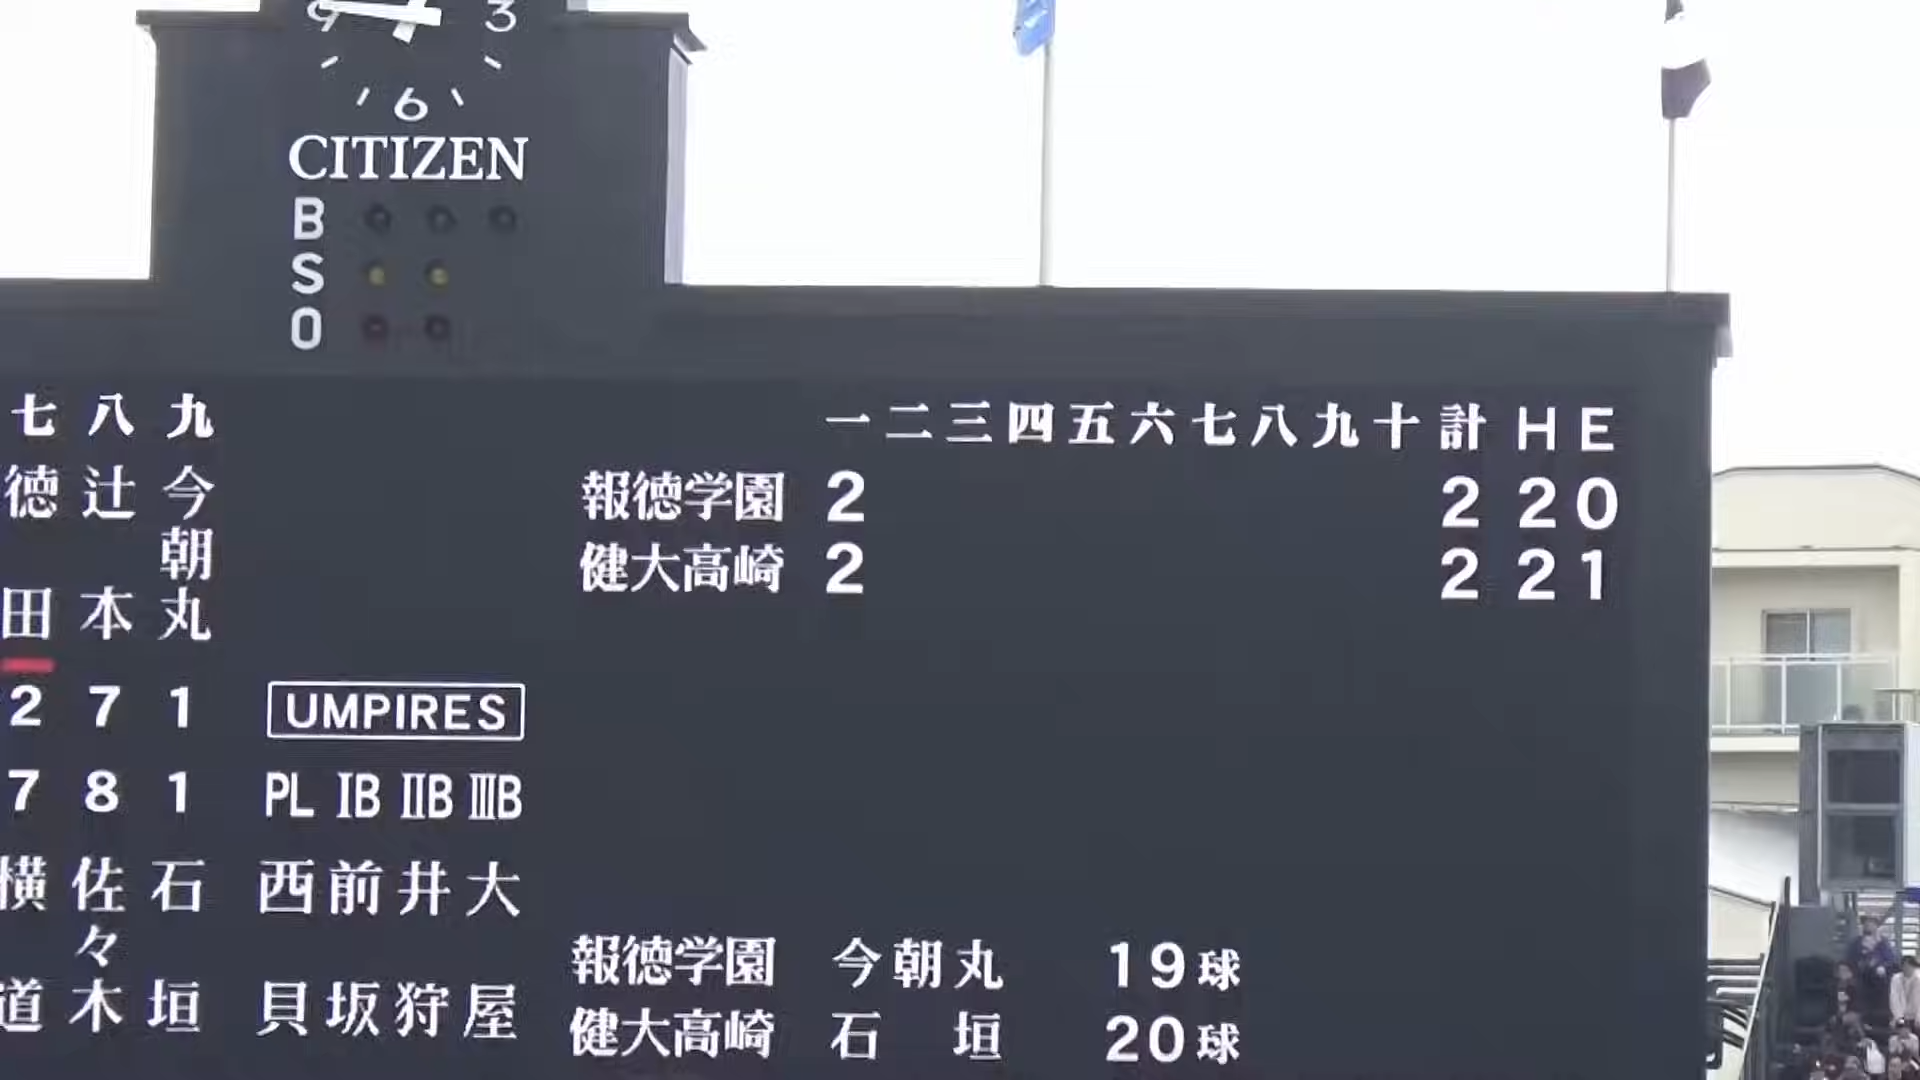 9 3
6
CITIZEN
B
S
O
七 八 九
徳田 辻本 今朝丸
2 7 1
7 8 1
横道 佐々木 石垣
UMPIRES
PL IB IIB IIIB
西貝 前坂 井狩 大屋
一 二 三 四 五 六 七 八 九 十 計 H E
報徳学園 2 2 2 0
健大高崎 2 2 2 1
報徳学園 今朝丸 19球
健大高崎 石垣 20球